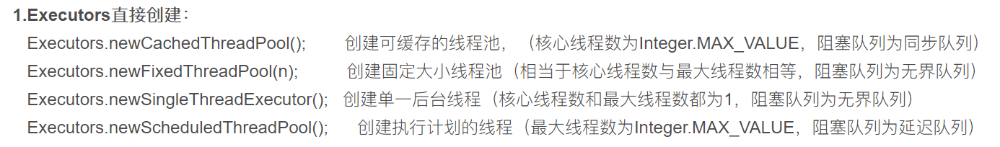 1.Executors直接创建：
Executors.newCachedThreadPool(); 创建可缓存的线程池，（核心线程数为Integer.MAX_VALUE，阻塞队列为同步队列）
Executors.newFixedThreadPool(n); 创建固定大小线程池（相当于核心线程数与最大线程数相等，阻塞队列为无界队列）
Executors.newSingleThreadExecutor(); 创建单一后台线程（核心线程数和最大线程数都为1，阻塞队列为无界队列）
Executors.newScheduledThreadPool(); 创建执行计划的线程（最大线程数为Integer.MAX_VALUE，阻塞队列为延迟队列）